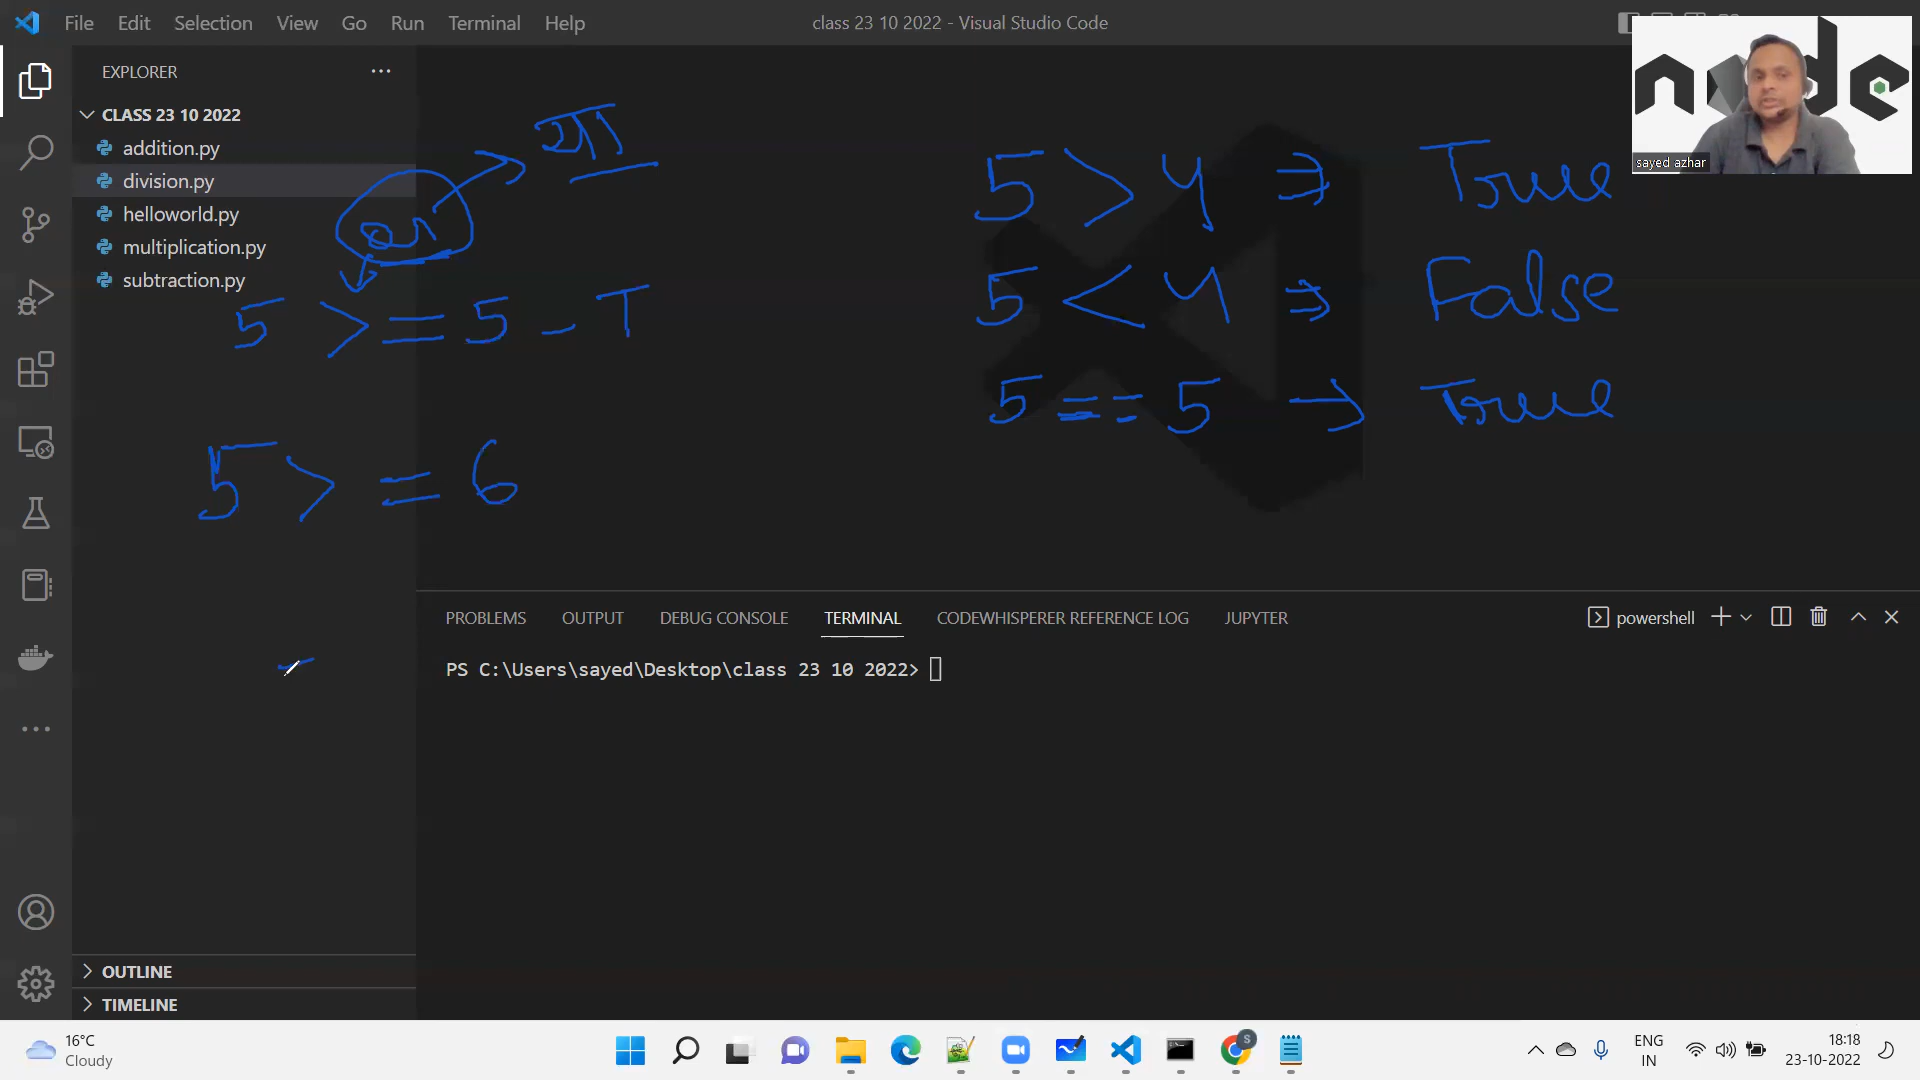 File Edit Selection View Go Run Terminal Help
class 23 10 2022 - Visual Studio Code
EXPLORER
CLASS 23 10 2022
addition.py
division.py
helloworld.py
multiplication.py
subtraction.py
या
or
5 >= 5 - T
5 >= 6
5 > 4 ⇒ True
5 < 4 ⇒ False
5 == 5 → True
node
sayed azhar
PROBLEMS OUTPUT DEBUG CONSOLE TERMINAL CODEWHISPERER REFERENCE LOG JUPYTER
powershell
PS C:\Users\sayed\Desktop\class 23 10 2022>
OUTLINE
TIMELINE
16°C
Cloudy
S
ENG
IN
18:18
23-10-2022